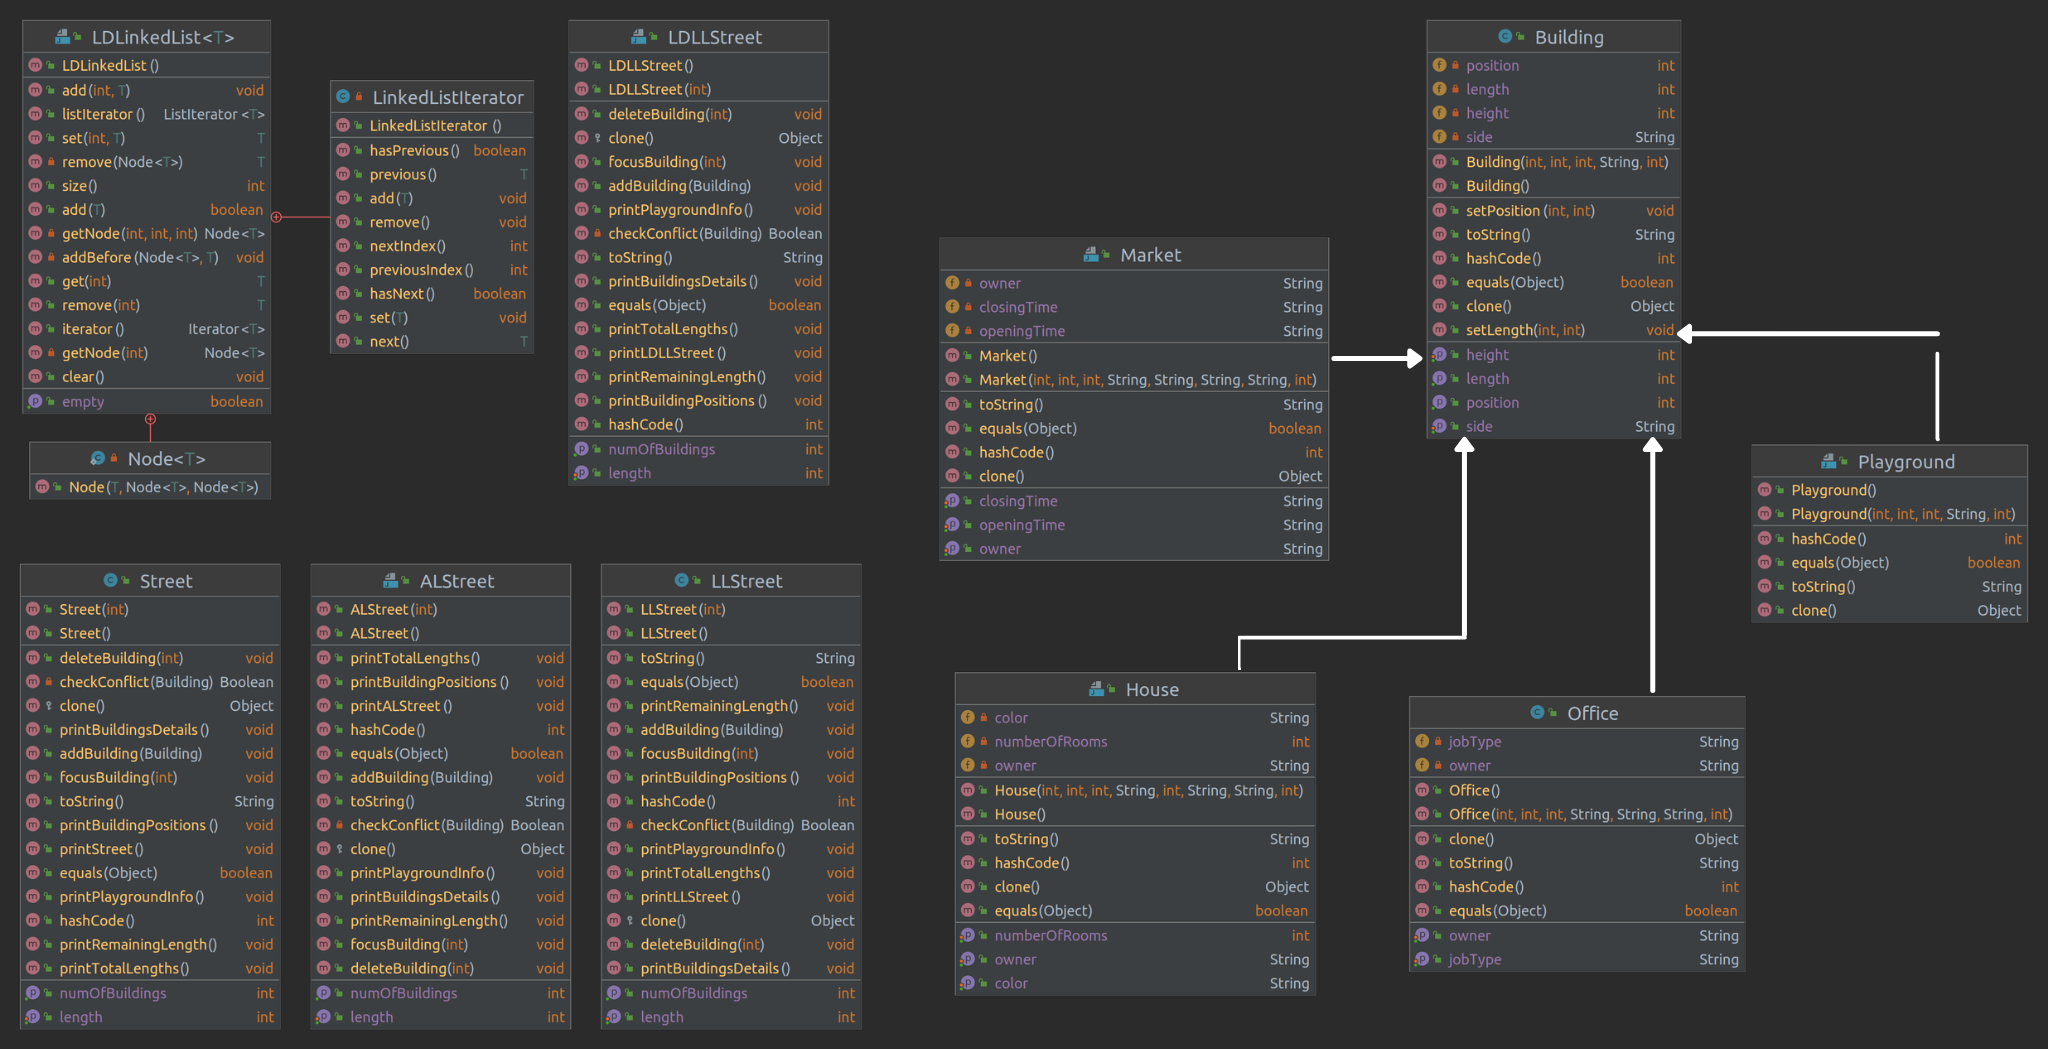 LDLinkedList<T>
LDLinkedList()
add(int, T) void
listIterator() ListIterator<T>
set(int, T) T
remove(Node<T>) T
size() int
add(T) boolean
getNode(int, int, int) Node<T>
addBefore(Node<T>, T) void
get(int) T
remove(int) T
iterator() Iterator<T>
getNode(int) Node<T>
clear() void
empty boolean
Node<T>
Node(T, Node<T>, Node<T>)
LinkedListIterator
LinkedListIterator()
hasPrevious() boolean
previous() T
add(T) void
remove() void
nextIndex() int
previousIndex() int
hasNext() boolean
set(T) void
next() T
LDLLStreet
LDLLStreet()
LDLLStreet(int)
deleteBuilding(int) void
clone() Object
focusBuilding(int) void
addBuilding(Building) void
printPlaygroundInfo() void
checkConflict(Building) Boolean
toString() String
printBuildingsDetails() void
equals(Object) boolean
printTotalLengths() void
printLDLLStreet() void
printRemainingLength() void
printBuildingPositions() void
hashCode() int
numOfBuildings int
length int
Market
owner String
closingTime String
openingTime String
Market()
Market(int, int, int, String, String, String, String, int)
toString() String
equals(Object) boolean
hashCode() int
clone() Object
closingTime String
openingTime String
owner String
Building
position int
length int
height int
side String
Building(int, int, int, String, int)
Building()
setPosition(int, int) void
toString() String
hashCode() int
equals(Object) boolean
clone() Object
setLength(int, int) void
height int
length int
position int
side String
Playground
Playground()
Playground(int, int, int, String, int)
hashCode() int
equals(Object) boolean
toString() String
clone() Object
Street
Street(int)
Street()
deleteBuilding(int) void
checkConflict(Building) Boolean
clone() Object
printBuildingsDetails() void
addBuilding(Building) void
focusBuilding(int) void
toString() String
printBuildingPositions() void
printStreet() void
equals(Object) boolean
printPlaygroundInfo() void
hashCode() int
printRemainingLength() void
printTotalLengths() void
numOfBuildings int
length int
ALStreet
ALStreet(int)
ALStreet()
printTotalLengths() void
printBuildingPositions() void
printALStreet() void
hashCode() int
equals(Object) boolean
addBuilding(Building) void
toString() String
checkConflict(Building) Boolean
clone() Object
printPlaygroundInfo() void
printBuildingsDetails() void
printRemainingLength() void
focusBuilding(int) void
deleteBuilding(int) void
numOfBuildings int
length int
LLStreet
LLStreet(int)
LLStreet()
toString() String
equals(Object) boolean
printRemainingLength() void
addBuilding(Building) void
focusBuilding(int) void
printBuildingPositions() void
hashCode() int
checkConflict(Building) Boolean
printPlaygroundInfo() void
printTotalLengths() void
printLLStreet() void
clone() Object
deleteBuilding(int) void
printBuildingsDetails() void
numOfBuildings int
length int
House
color String
numberOfRooms int
owner String
House(int, int, int, String, int, String, String, int)
House()
toString() String
hashCode() int
clone() Object
equals(Object) boolean
numberOfRooms int
owner String
color String
Office
jobType String
owner String
Office()
Office(int, int, int, String, String, String, int)
clone() Object
toString() String
hashCode() int
equals(Object) boolean
owner String
jobType String